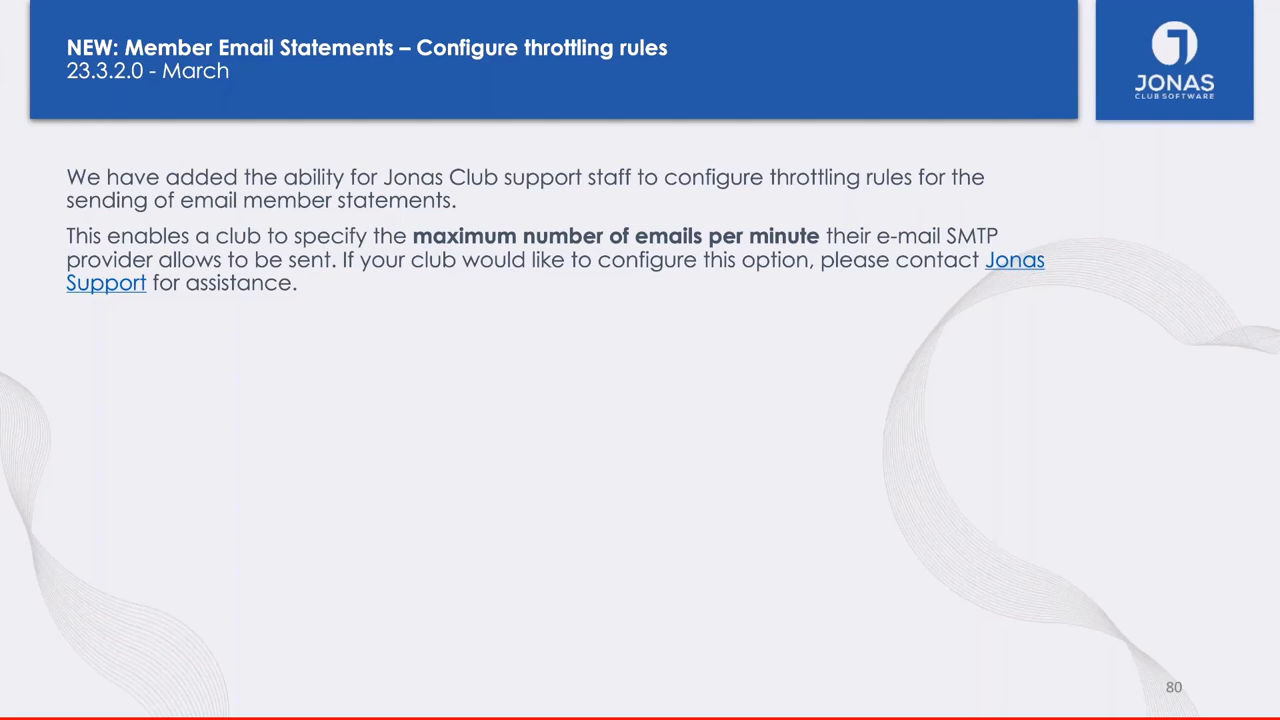 NEW: Member Email Statements – Configure throttling rules
23.3.2.0 - March
JONAS
CLUB SOFTWARE
We have added the ability for Jonas Club support staff to configure throttling rules for the
sending of email member statements.
This enables a club to specify the maximum number of emails per minute their e-mail SMTP
provider allows to be sent. If your club would like to configure this option, please contact Jonas
Support for assistance.
80